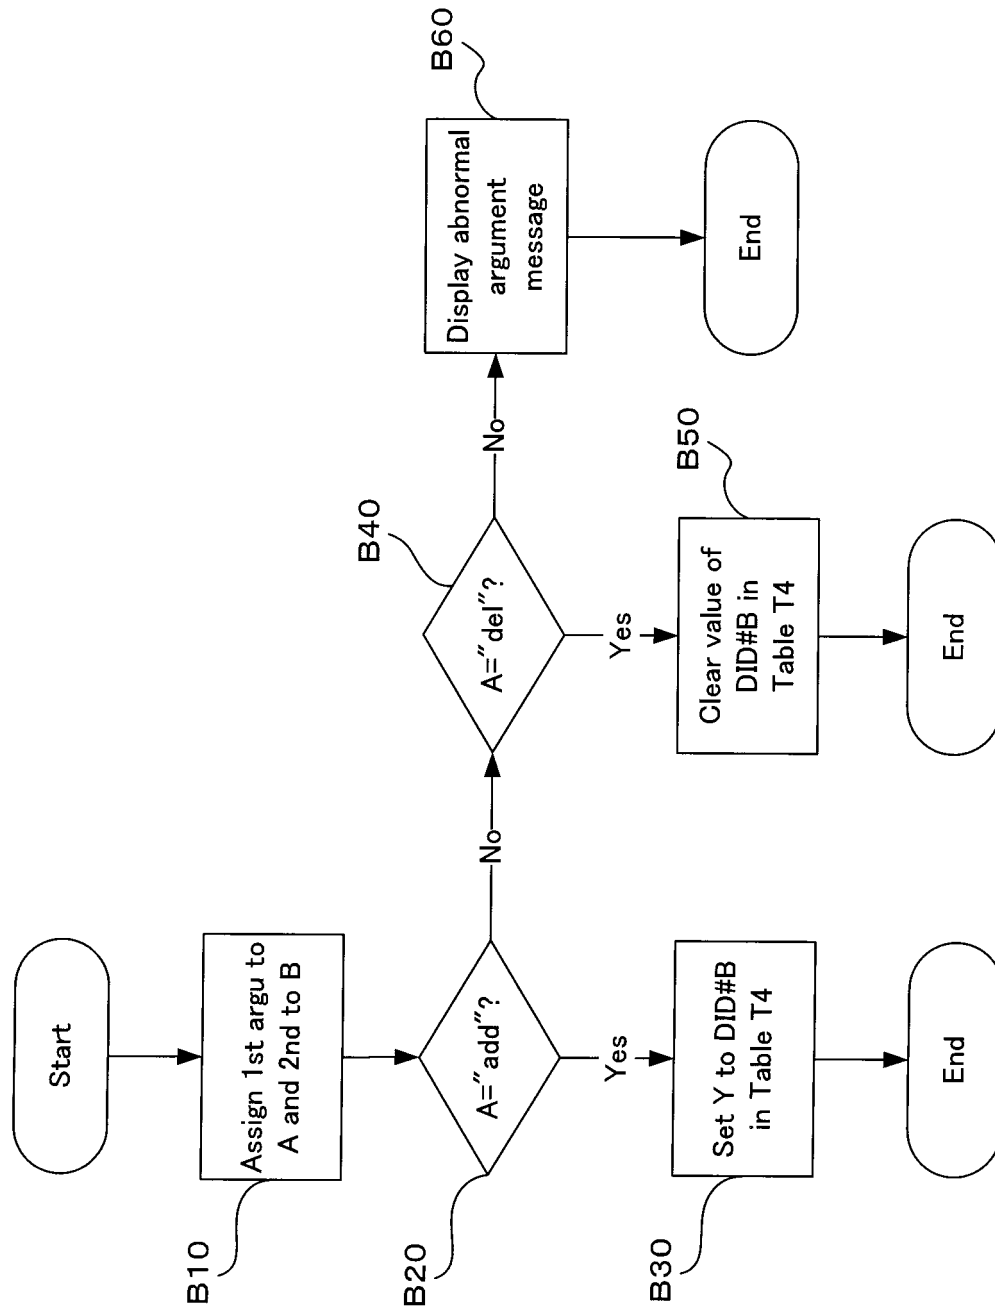 Start
B10
Assign 1st argu to
A and 2nd to B
B20
A="add"?
Yes
No
B30
Set Y to DID#B
in Table T4
End
B40
A="del"?
Yes
No
B50
Clear value of
DID#B in
Table T4
End
B60
Display abnormal
argument
message
End